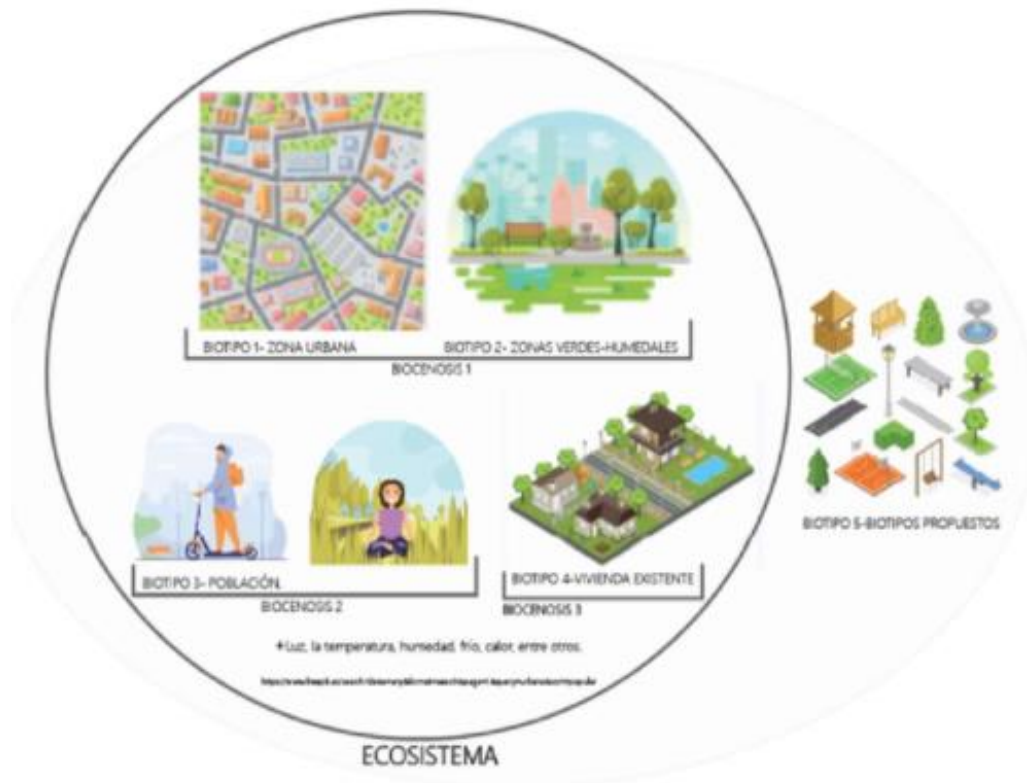 BIOTIPO 1- ZONA URBANA
BIOTIPO 2- ZONAS VERDES-HUMEDALES
BIOCENOSIS 1
BIOTIPO 3- POBLACIÓN.
BIOCENOSIS 2
BIOTIPO 4-VIVIENDA EXISTENTE
BIOCENOSIS 3
BIOTIPO 5-BIOTIPOS PROPUESTOS
+Luz, la temperatura, humedad, frío, calor, entre otros.
ECOSISTEMA